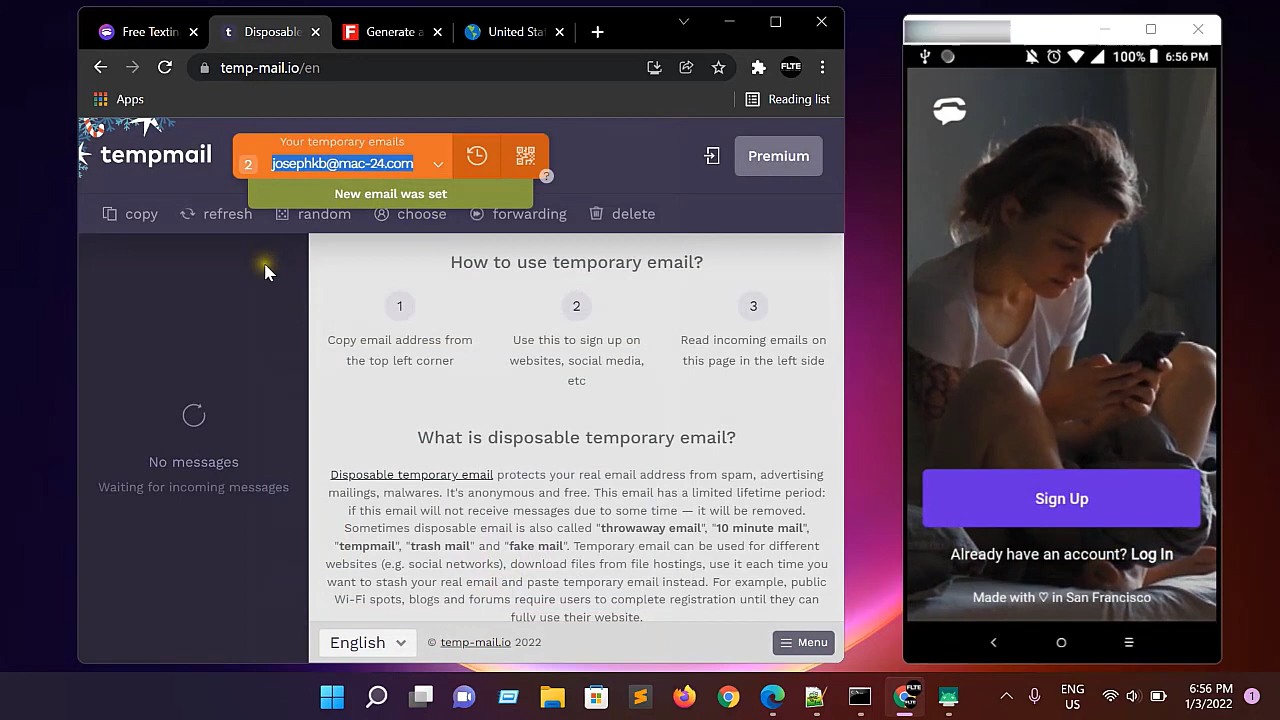 Free Textin
Disposable
Generate a
United Sta
temp-mail.io/en
FLTE
Apps
Reading list
tempmail
Your temporary emails
2
josephkb@mac-24.com
?
Premium
New email was set
copy
refresh
random
choose
forwarding
delete
No messages
Waiting for incoming messages
How to use temporary email?
1
2
3
Copy email address from
the top left corner
Use this to sign up on
websites, social media,
etc
Read incoming emails on
this page in the left side
What is disposable temporary email?
Disposable temporary email protects your real email address from spam, advertising
mailings, malwares. It's anonymous and free. This email has a limited lifetime period:
if this email will not receive messages due to some time — it will be removed.
Sometimes disposable email is also called "throwaway email", "10 minute mail",
"tempmail", "trash mail" and "fake mail". Temporary email can be used for different
websites (e.g. social networks), download files from file hostings, use it each time you
want to stash your real email and paste temporary email instead. For example, public
Wi-Fi spots, blogs and forums require users to complete registration until they can
fully use their website.
English
© temp-mail.io 2022
Menu
100%
6:56 PM
Sign Up
Already have an account? Log In
Made with ♡ in San Francisco
FLTE
ENG
US
6:56 PM
1/3/2022
1